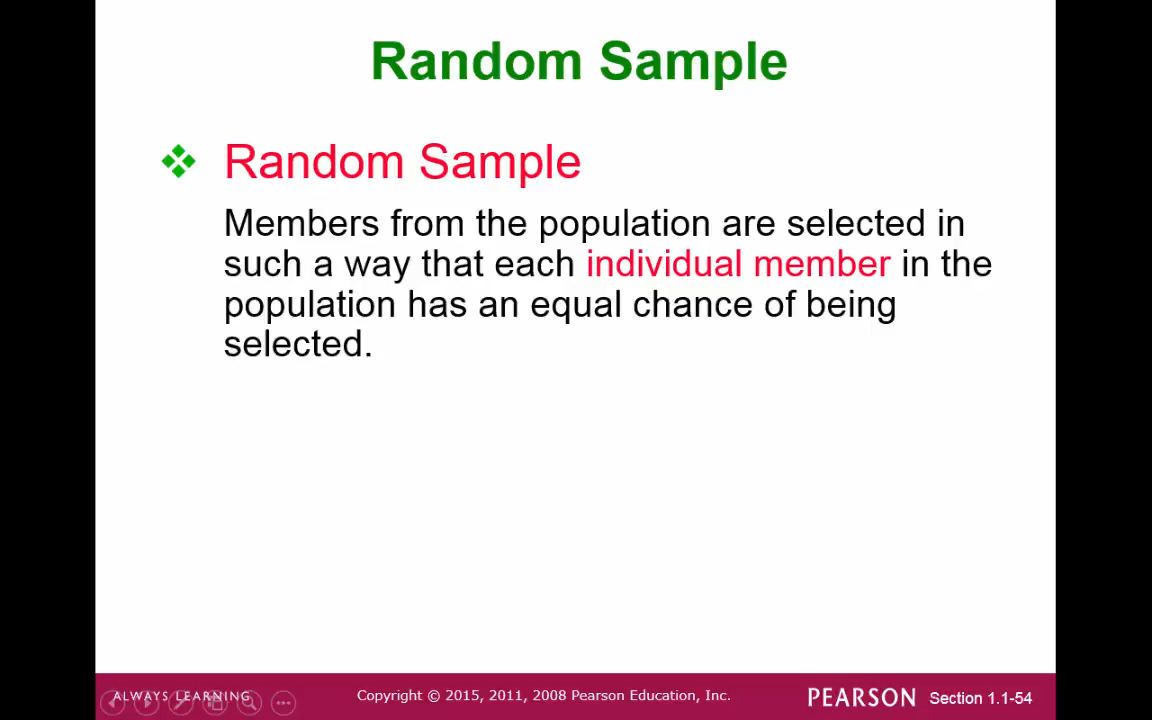 Random Sample
Random Sample
Members from the population are selected in
such a way that each individual member in the
population has an equal chance of being
selected.
ALWAYS LEARNING
Copyright © 2015, 2011, 2008 Pearson Education, Inc.
PEARSON
Section 1.1-54